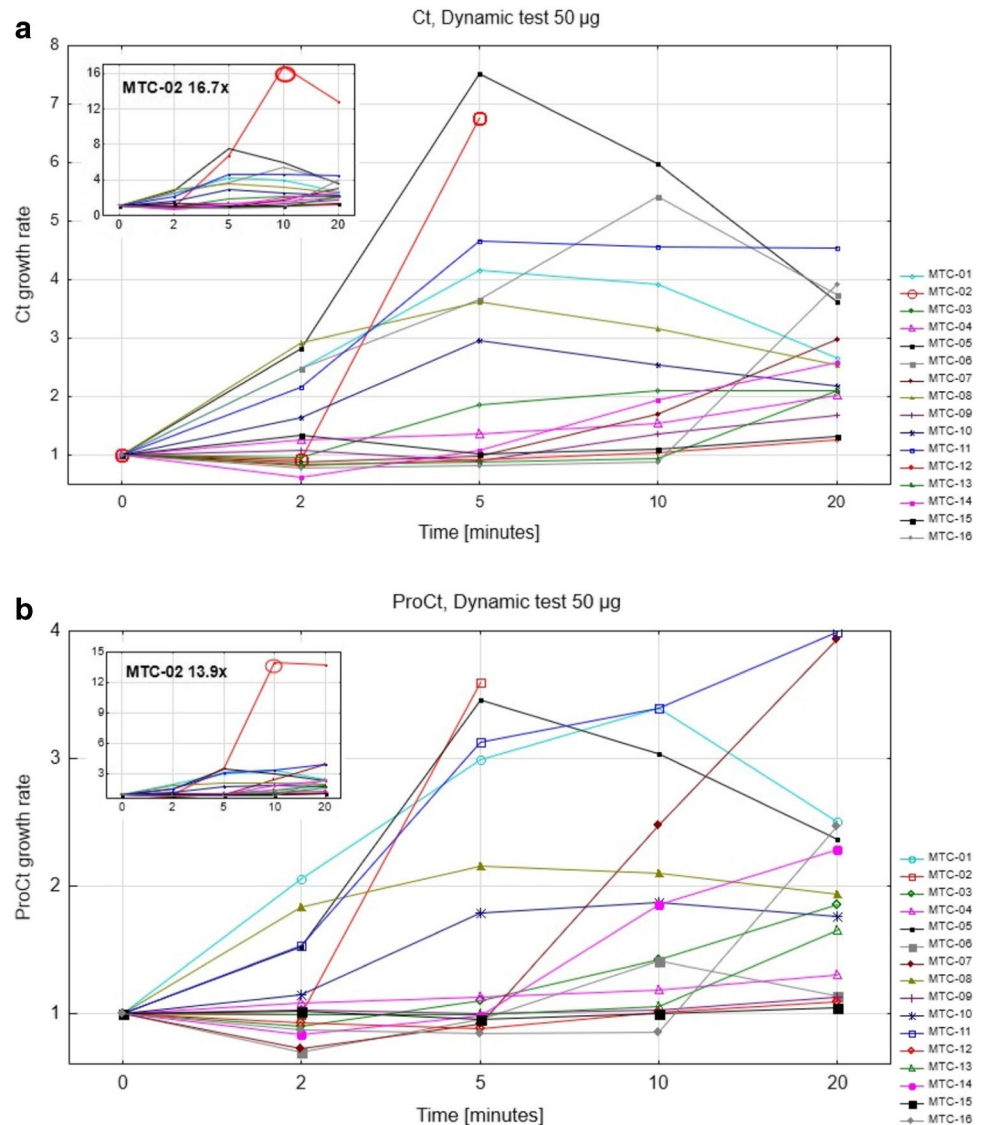 a
Ct, Dynamic test 50 µg
8
7
6
5
4
3
2
1
Ct growth rate
16
12
8
4
0
MTC-02 16.7x
0 2 5 10 20
0 2 5 10 20
Time [minutes]
MTC-01
MTC-02
MTC-03
MTC-04
MTC-05
MTC-06
MTC-07
MTC-08
MTC-09
MTC-10
MTC-11
MTC-12
MTC-13
MTC-14
MTC-15
MTC-16
b
ProCt, Dynamic test 50 µg
4
3
2
1
ProCt growth rate
15
12
9
6
3
MTC-02 13.9x
0 2 5 10 20
0 2 5 10 20
Time [minutes]
MTC-01
MTC-02
MTC-03
MTC-04
MTC-05
MTC-06
MTC-07
MTC-08
MTC-09
MTC-10
MTC-11
MTC-12
MTC-13
MTC-14
MTC-15
MTC-16